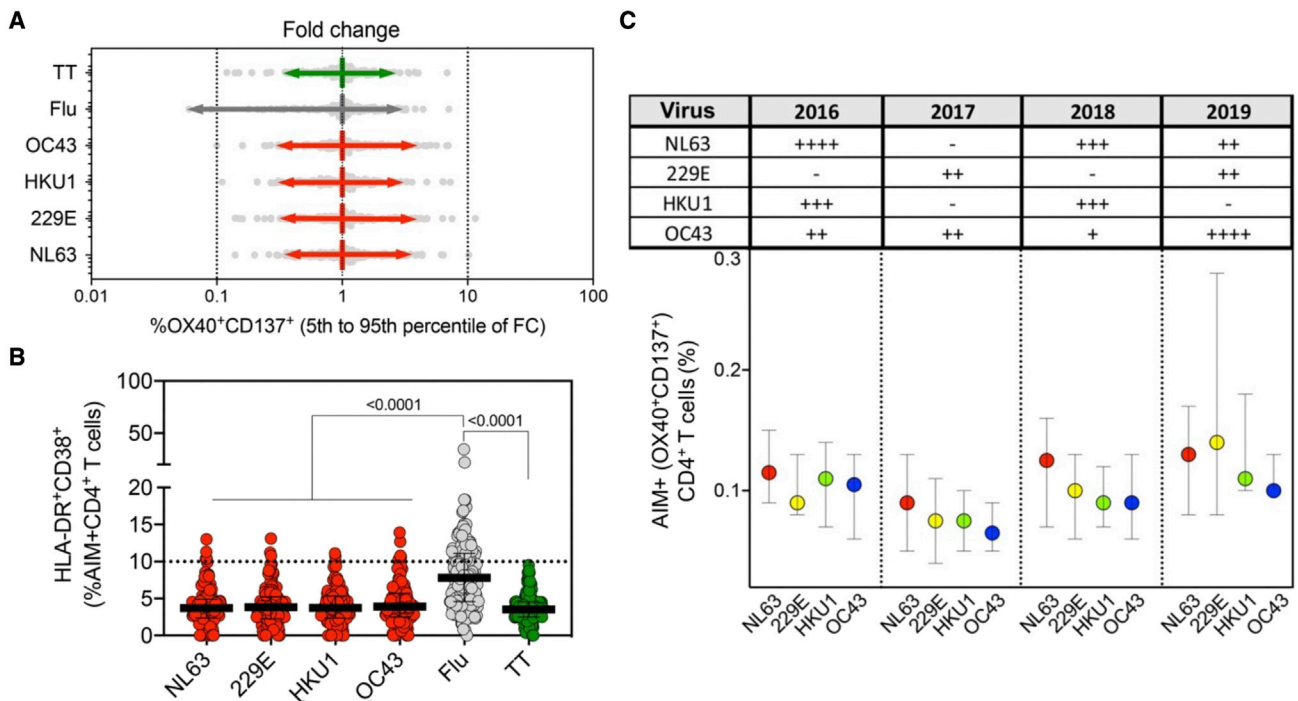 A
Fold change
TT
Flu
OC43
HKU1
229E
NL63
0.01 0.1 1 10 100
%OX40⁺CD137⁺ (5th to 95th percentile of FC)
B
HLA-DR⁺CD38⁺
(%AIM+CD4⁺ T cells)
100
50
20
15
10
5
0
<0.0001
<0.0001
NL63 229E HKU1 OC43 Flu TT
C
Virus 2016 2017 2018 2019
NL63 ++++ - +++ ++
229E - ++ - ++
HKU1 +++ - +++ -
OC43 ++ ++ + ++++
AIM+ (OX40⁺CD137⁺)
CD4⁺ T cells (%)
0.3
0.2
0.1
NL63 229E HKU1 OC43 NL63 229E HKU1 OC43 NL63 229E HKU1 OC43 NL63 229E HKU1 OC43